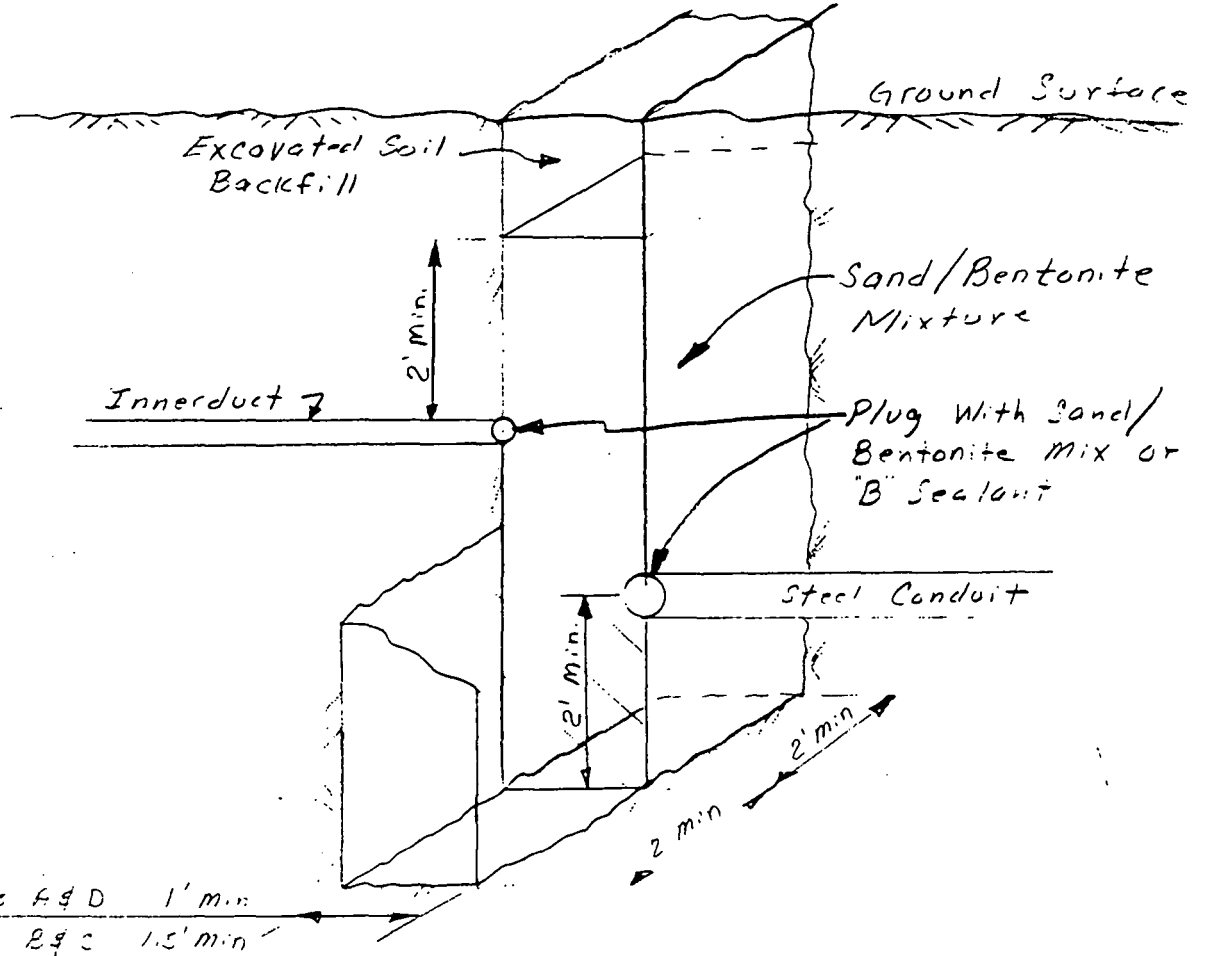 Ground Surface
Excavated Soil
Backfill
Sand/Bentonite
Mixture
2' Min.
Innerduct
Plug With Sand/
Bentonite Mix or
"B" Sealant
Steel Conduit
2' Min.
2' min
2 min
A & D 1' min
1.5' min